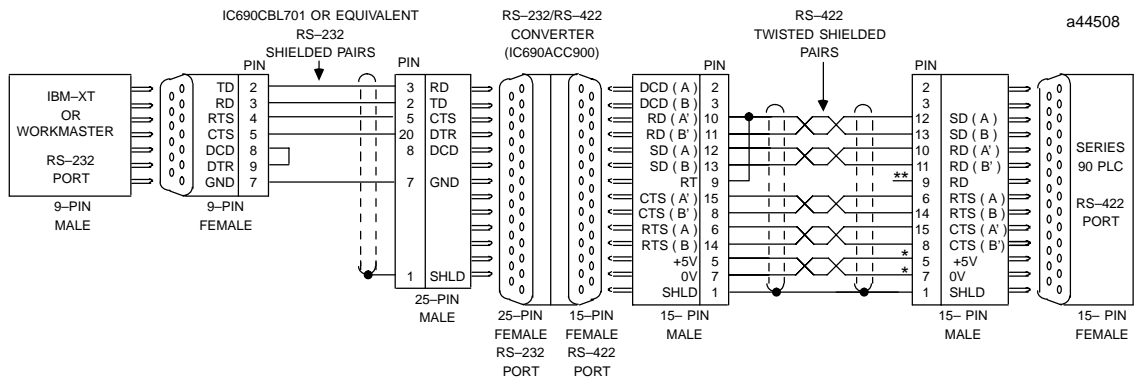 IC690CBL701 OR EQUIVALENT
RS–232
SHIELDED PAIRS
RS–232/RS–422
CONVERTER
(IC690ACC900)
RS–422
TWISTED SHIELDED
PAIRS
a44508
IBM–XT
OR
WORKMASTER
RS–232
PORT
9–PIN
MALE
PIN
TD 2
RD 3
RTS 4
CTS 5
DCD 8
DTR 9
GND 7
9–PIN
FEMALE
PIN
3 RD
2 TD
5 CTS
20 DTR
8 DCD
7 GND
1 SHLD
25–PIN
MALE
25–PIN
FEMALE
RS–232
PORT
15–PIN
FEMALE
RS–422
PORT
PIN
DCD ( A ) 2
DCD ( B ) 3
RD ( A’ ) 10
RD ( B’ ) 11
SD ( A ) 12
SD ( B ) 13
RT 9
CTS ( A’ ) 15
CTS ( B’ ) 8
RTS ( A ) 6
RTS ( B ) 14
+5V 5
0V 7
SHLD 1
15– PIN
MALE
PIN
2
3
12 SD ( A )
13 SD ( B )
10 RD ( A’ )
11 RD ( B’ )
** 9 RD
6 RTS ( A )
14 RTS ( B )
15 CTS ( A’ )
8 CTS ( B’ )
* 5 +5V
* 7 0V
1 SHLD
15– PIN
MALE
SERIES
90 PLC
RS–422
PORT
15– PIN
FEMALE